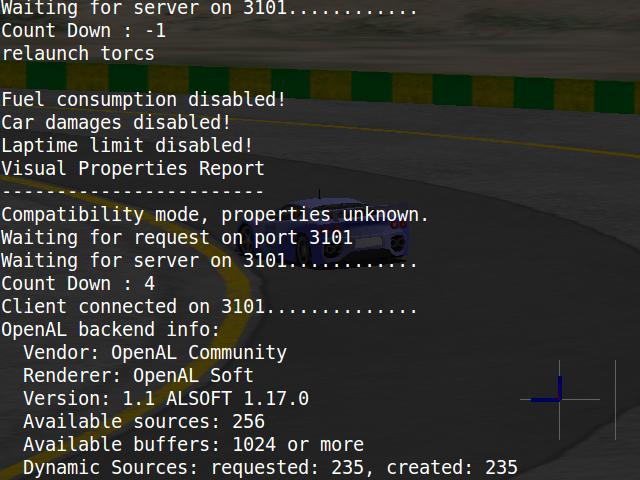 Waiting for server on 3101............
Count Down : -1
relaunch torcs
Fuel consumption disabled!
Car damages disabled!
Laptime limit disabled!
Visual Properties Report
------------------------
Compatibility mode, properties unknown.
Waiting for request on port 3101
Waiting for server on 3101............
Count Down : 4
Client connected on 3101..............
OpenAL backend info:
  Vendor: OpenAL Community
  Renderer: OpenAL Soft
  Version: 1.1 ALSOFT 1.17.0
  Available sources: 256
  Available buffers: 1024 or more
  Dynamic Sources: requested: 235, created: 235